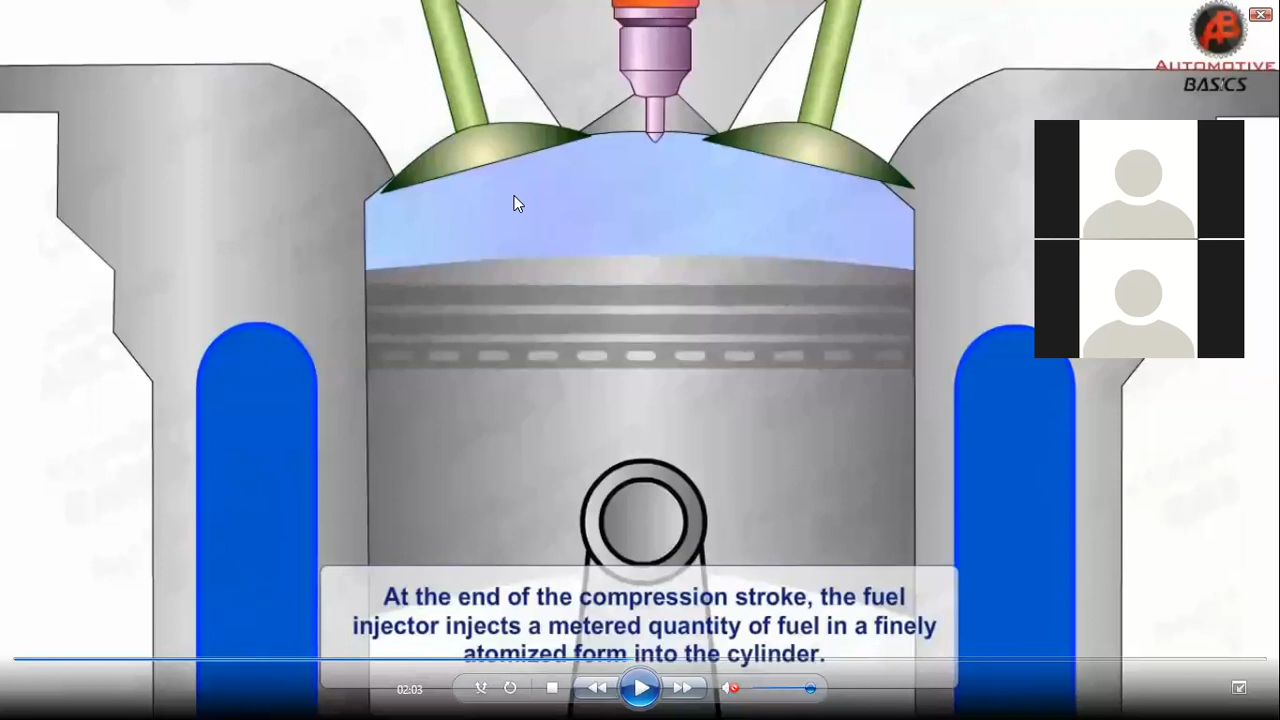 AB
AUTOMOTIVE
BASICS
At the end of the compression stroke, the fuel
injector injects a metered quantity of fuel in a finely
atomized form into the cylinder.
02:03